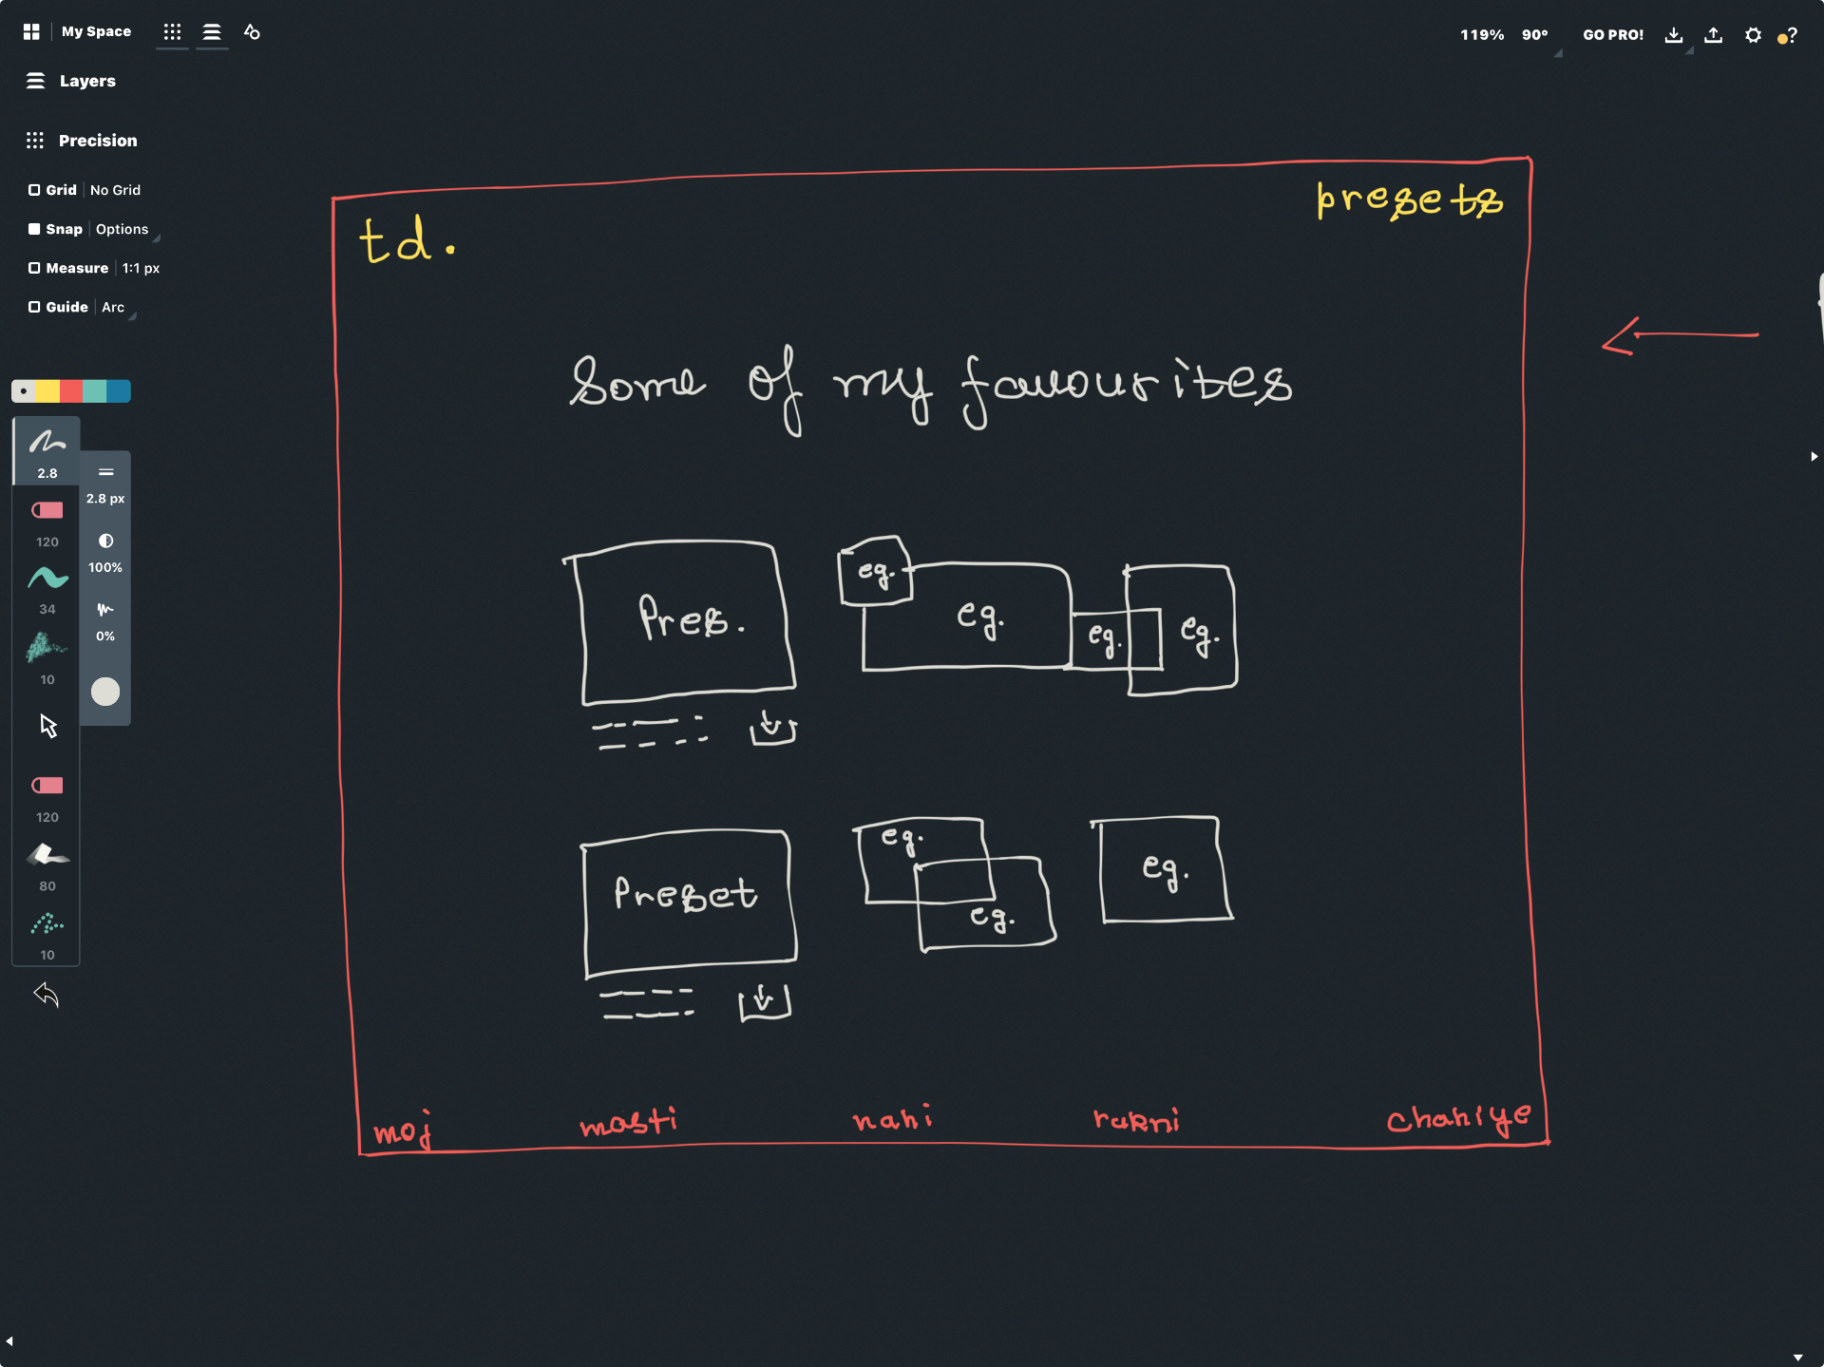 My Space
119% 90° GO PRO! ?
Layers
Precision
Grid No Grid
Snap Options
Measure 1:1 px
Guide Arc
2.8
120
34
10
120
80
10
2.8 px
100%
0%
td. presets
Some of my favourites
Pres. eg. eg. eg. eg.
Preset eg. eg. eg.
moj masti nahi rukni chahiye